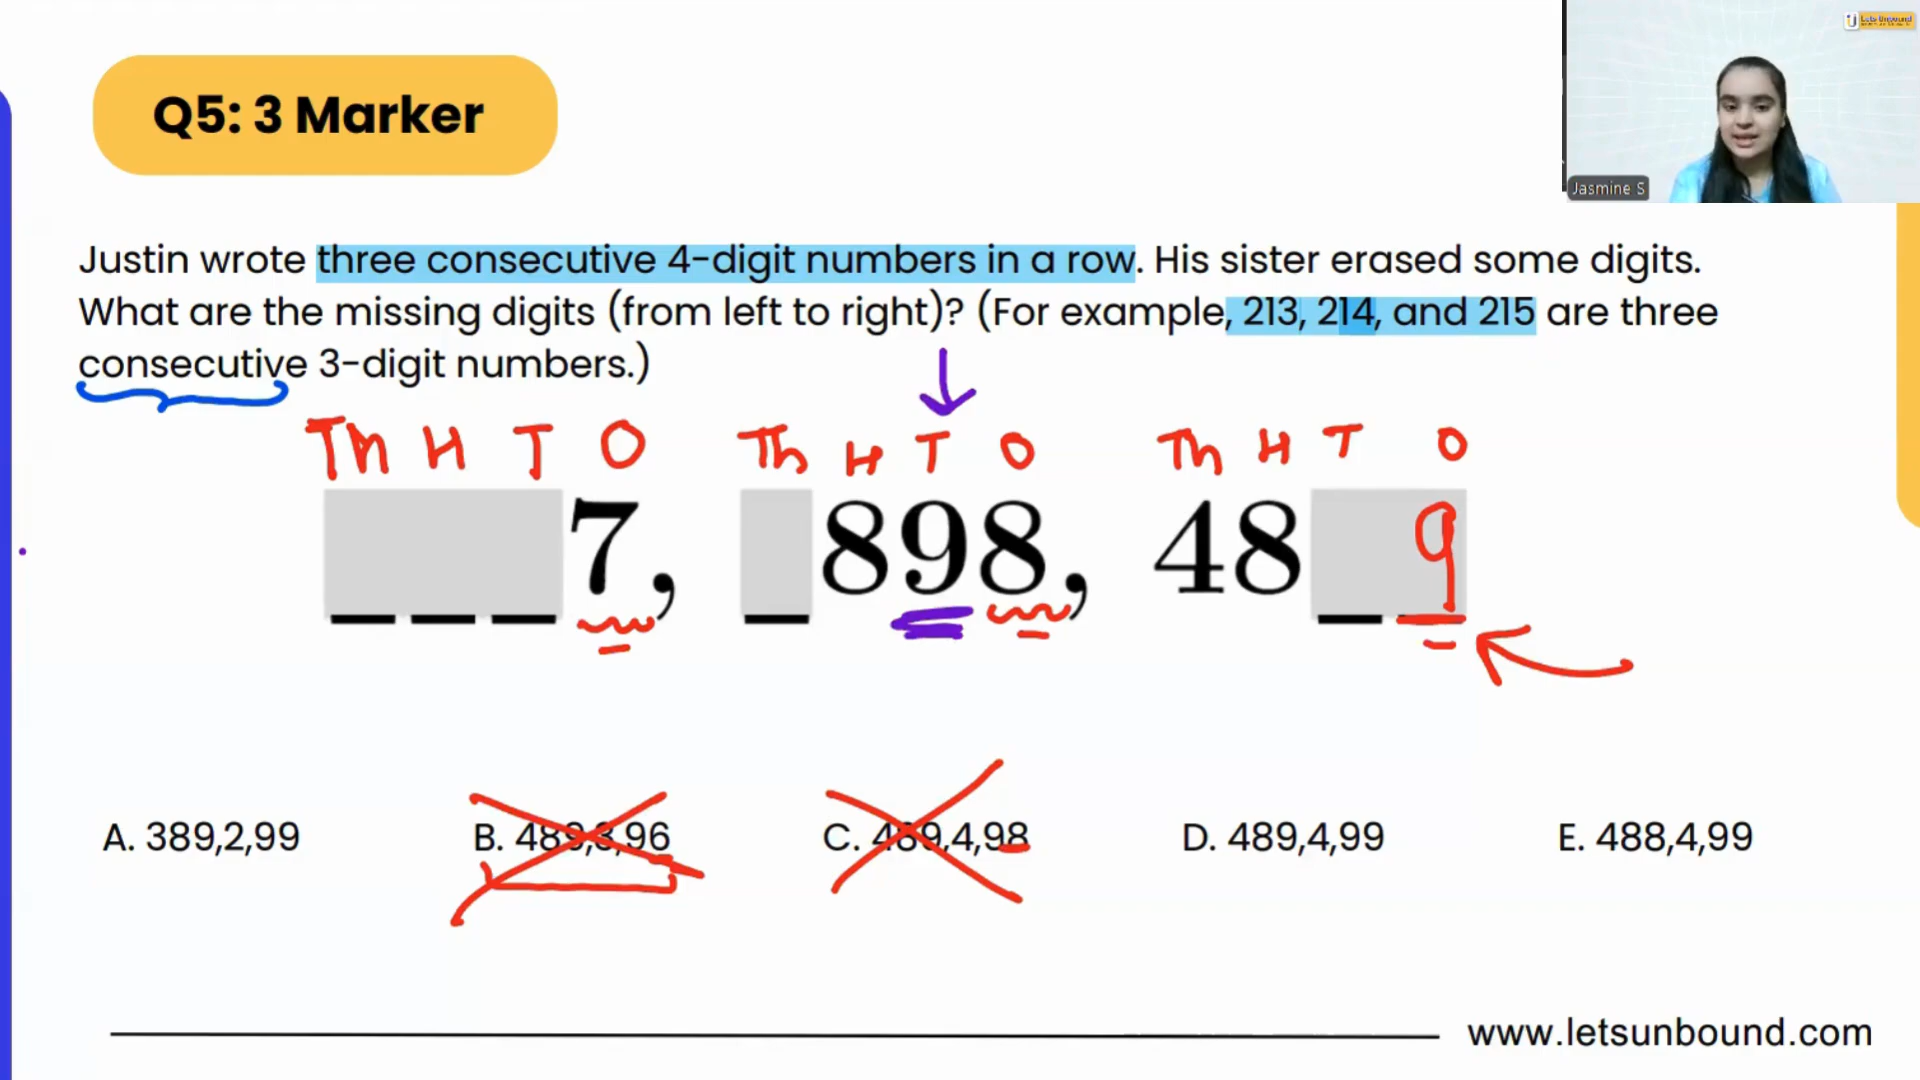 Lets Unbound
Q5: 3 Marker
Jasmine S
Justin wrote three consecutive 4-digit numbers in a row. His sister erased some digits.
What are the missing digits (from left to right)? (For example, 213, 214, and 215 are three
consecutive 3-digit numbers.)
Th H T O Th H T O Th H T O
_ _ _ 7, _ 898, 48 _ 9
A. 389,2,99 B. 489,3,96 C. 489,4,98 D. 489,4,99 E. 488,4,99
www.letsunbound.com